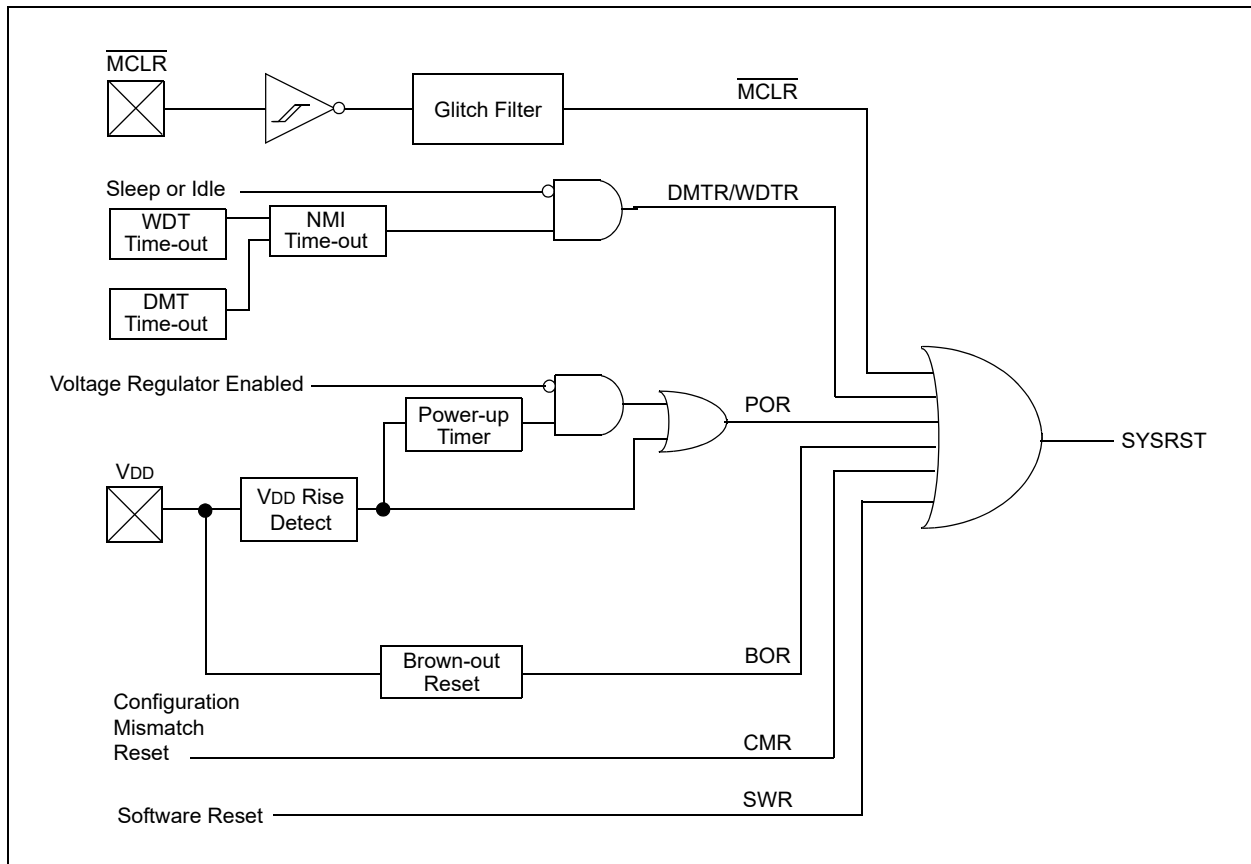 MCLR
Glitch Filter
MCLR
Sleep or Idle
DMTR/WDTR
WDT
Time-out
NMI
Time-out
DMT
Time-out
Voltage Regulator Enabled
Power-up
Timer
POR
SYSRST
VDD
VDD Rise
Detect
Brown-out
Reset
BOR
Configuration
Mismatch
Reset
CMR
Software Reset
SWR